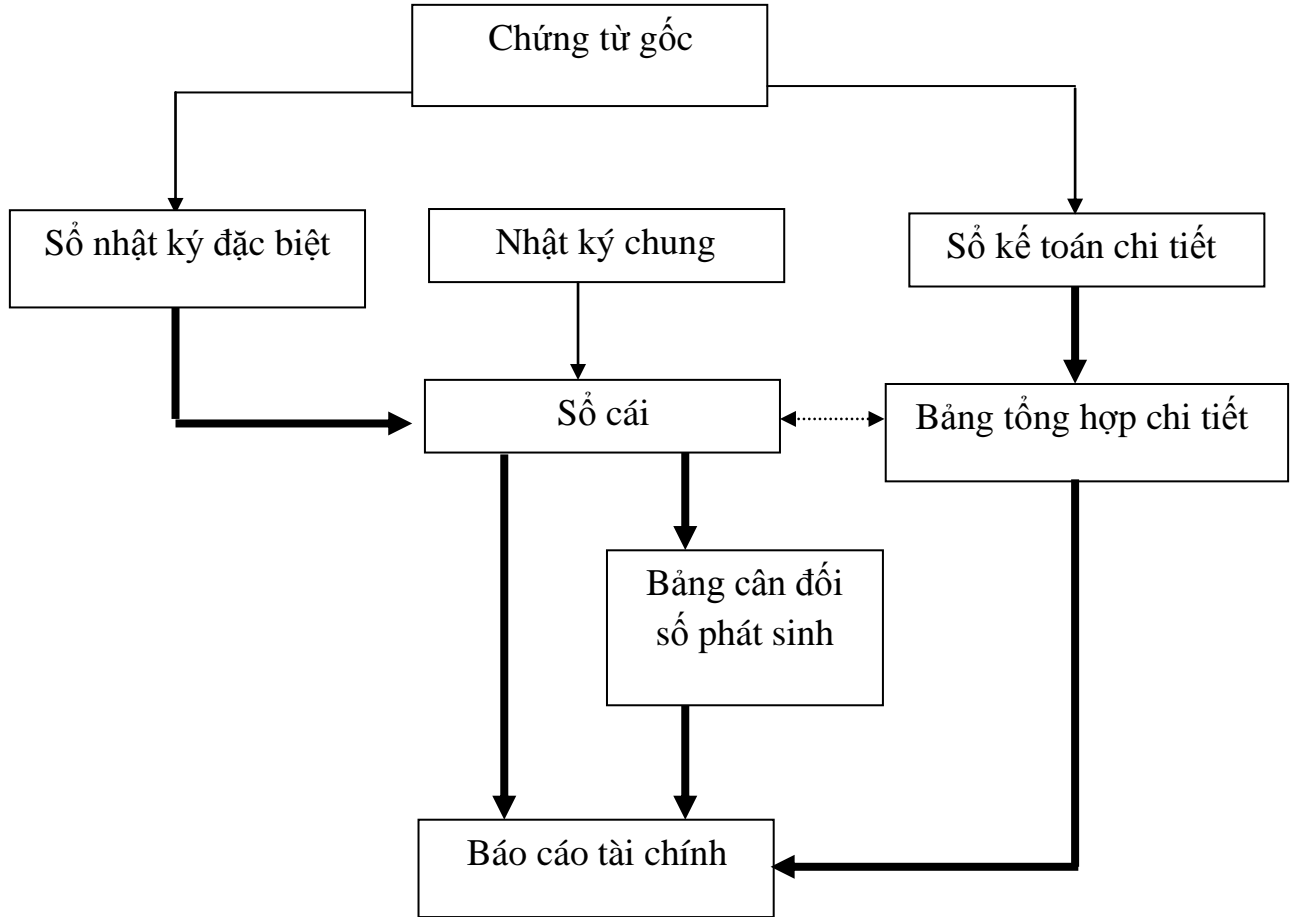 Chứng từ gốc
Sổ nhật ký đặc biệt
Nhật ký chung
Sổ kế toán chi tiết
Sổ cái
Bảng tổng hợp chi tiết
Bảng cân đối
số phát sinh
Báo cáo tài chính